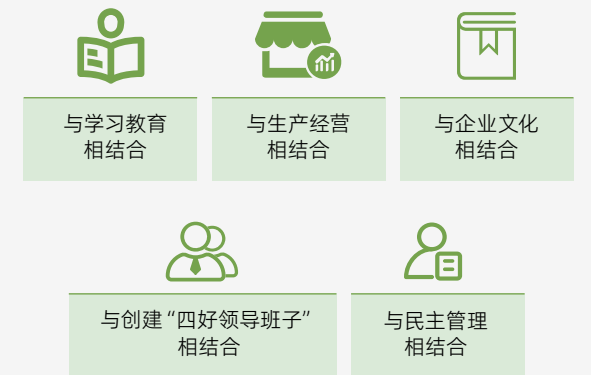 与学习教育
相结合
与生产经营
相结合
与企业文化
相结合
与创建“四好领导班子”
相结合
与民主管理
相结合